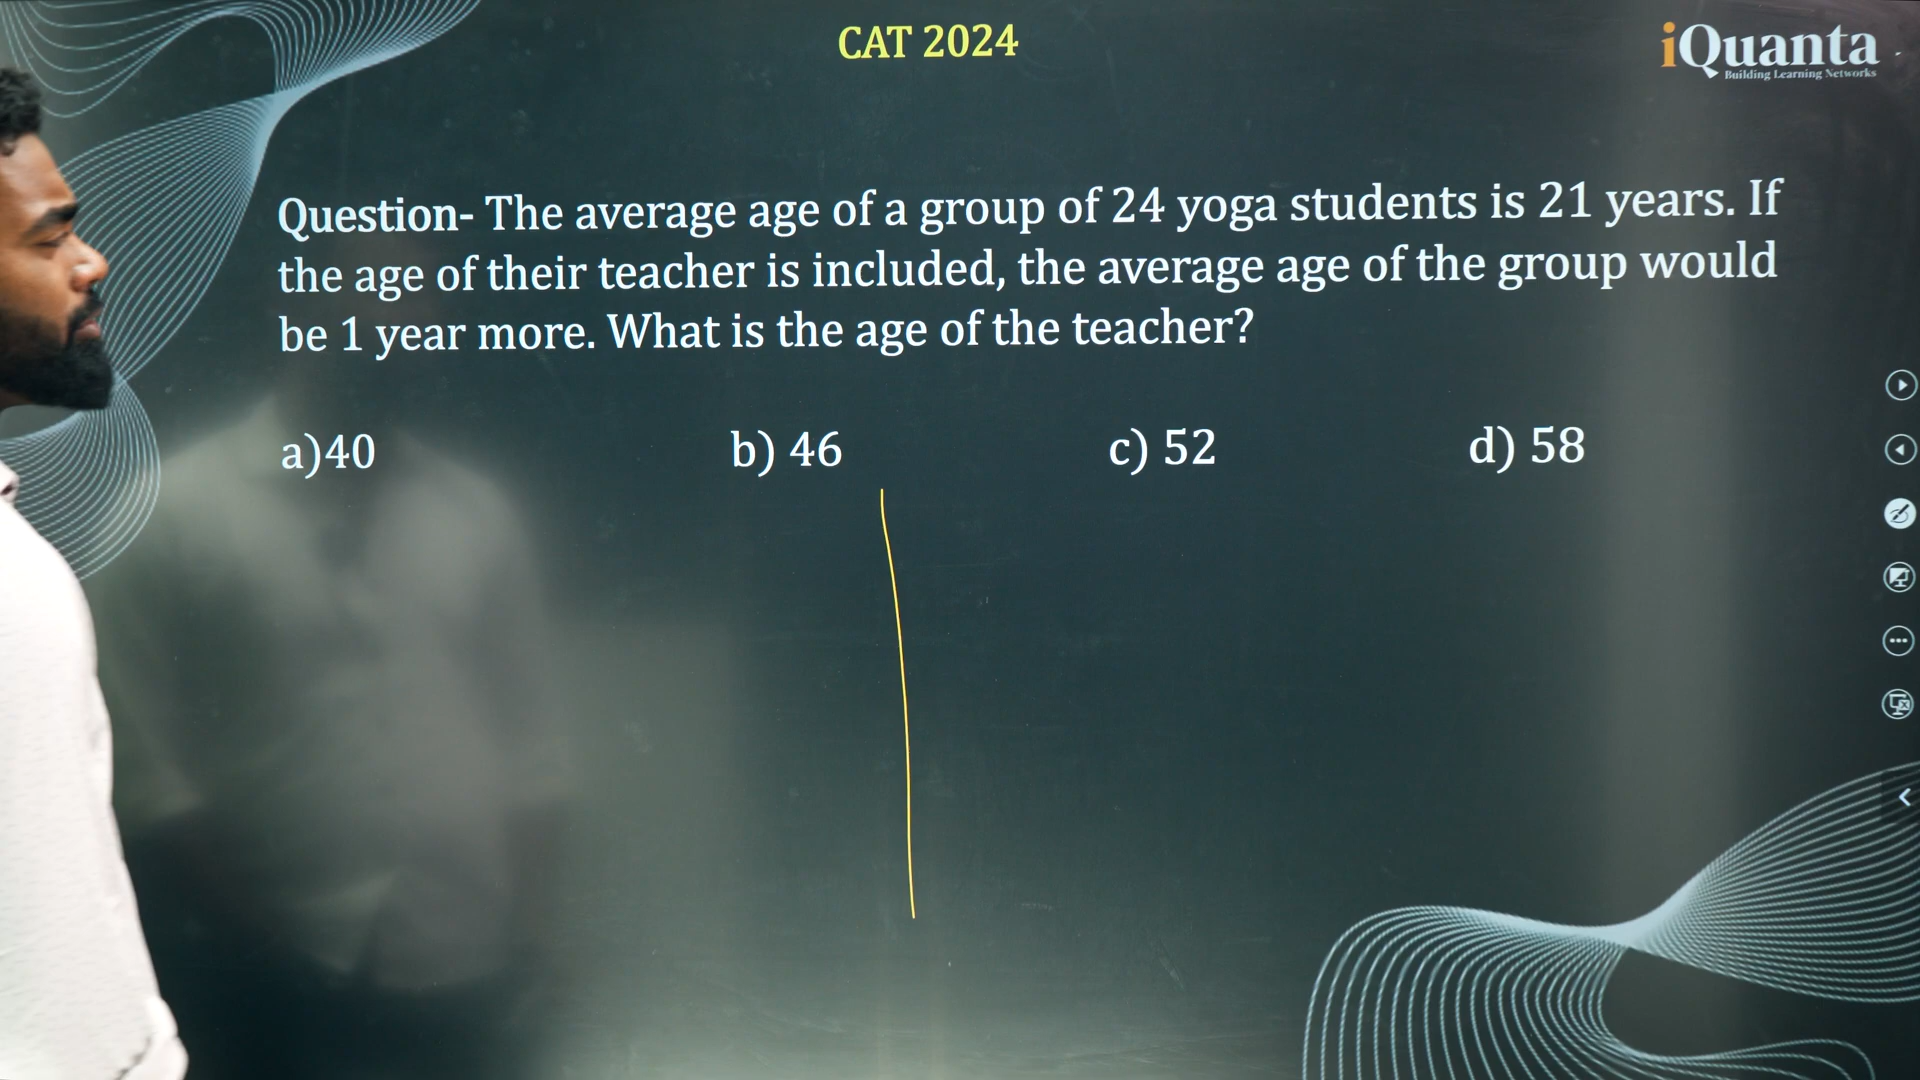 CAT 2024
iQuanta
Building Learning Networks
Question- The average age of a group of 24 yoga students is 21 years. If
the age of their teacher is included, the average age of the group would
be 1 year more. What is the age of the teacher?
a)40 b) 46 c) 52 d) 58